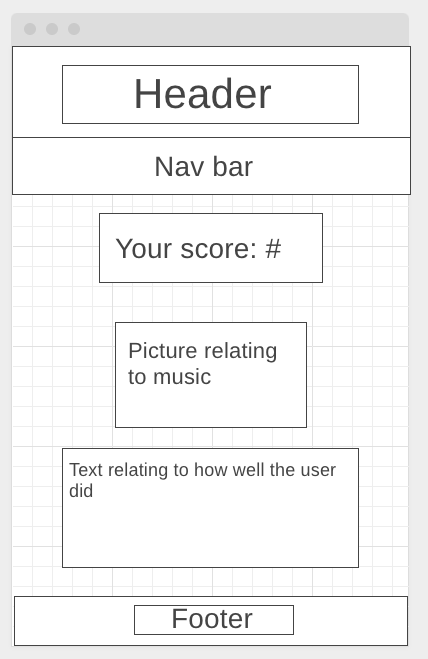 Header
Nav bar
Your score: #
Picture relating
to music
Text relating to how well the user
did
Footer